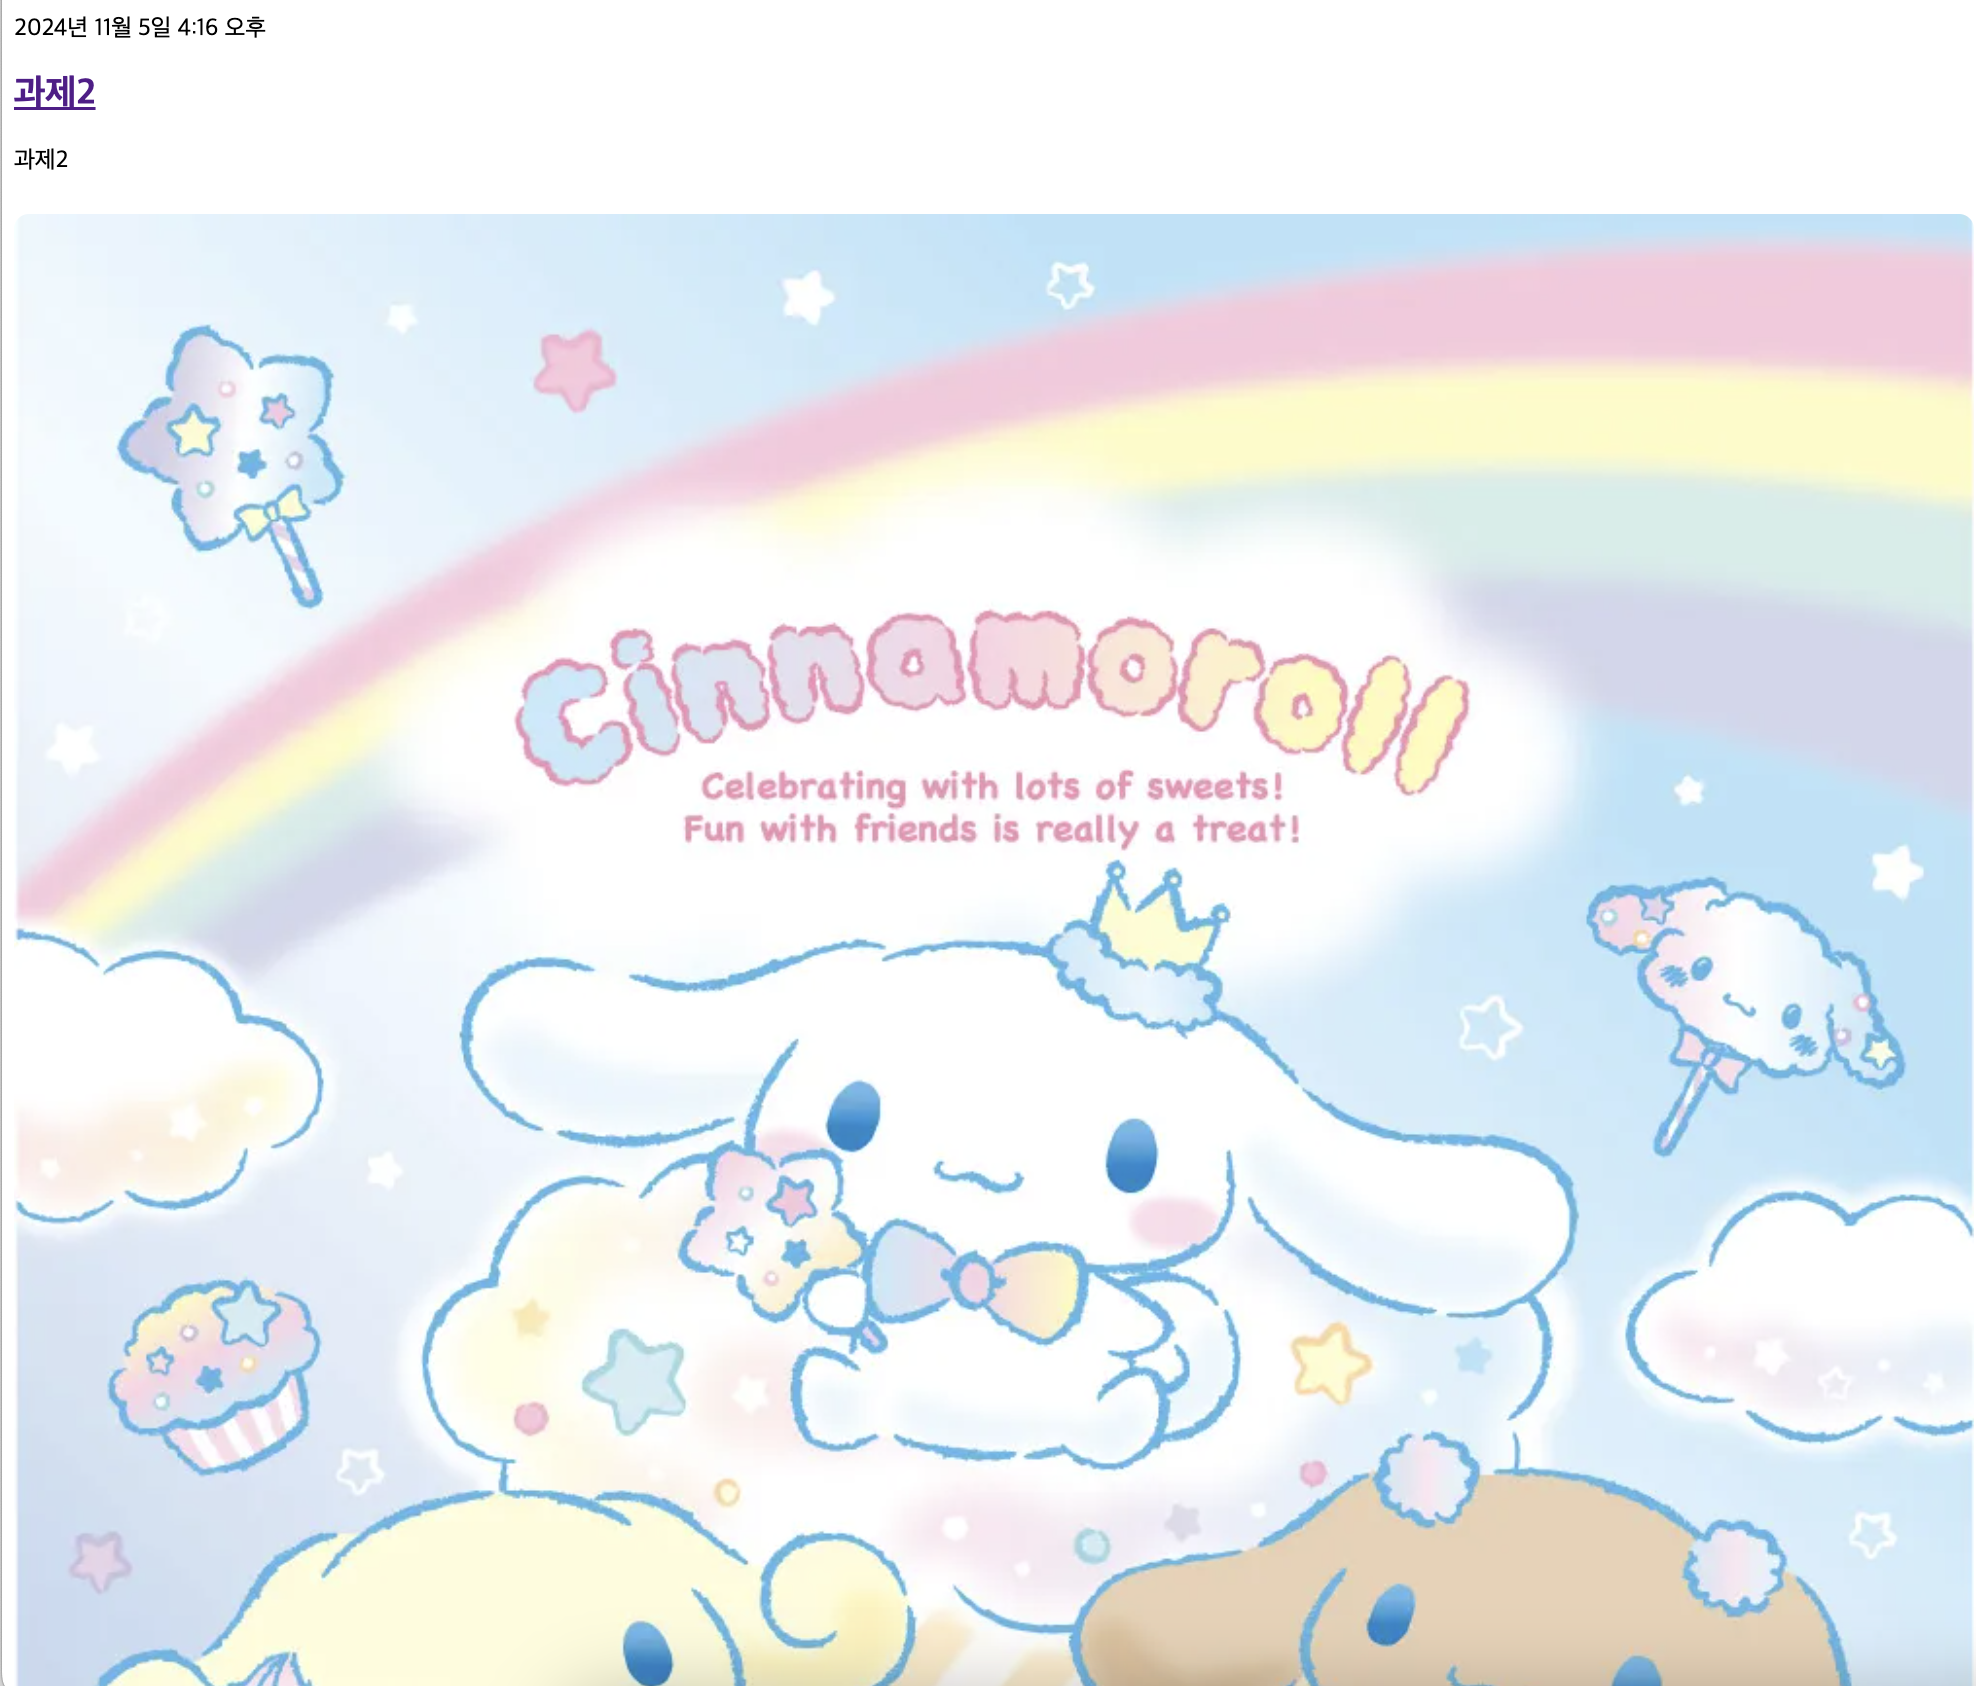 2024년 11월 5일 4:16 오후
과제2
과제2
Cinnamoroll
Celebrating with lots of sweets!
Fun with friends is really a treat!